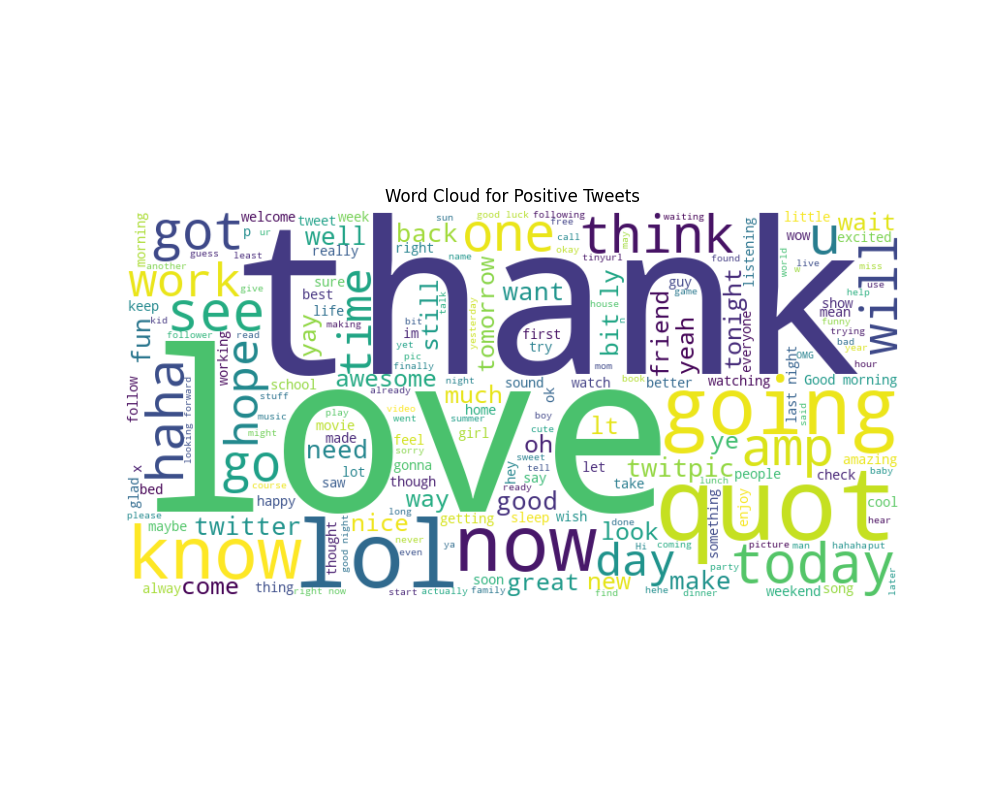 Word Cloud for Positive Tweets
morning
got
welcome
p
ur
tweet
week
well
really
back
right
sun
name
good luck
one
following
free
call
okay
think
tinyurl
waiting
may
found
listening
wow
u
little
world
&
live
wait
excited
miss
use
will
another
guess
least
work
give
thank
sure
best
life
making
yay
time
bit
im
yet
still
talk
yesterday
tomorrow
want
first
try
bit ly
house
n
friend
guy
game
yeah
tonight
everyone
show
mean
help
funny
trying
bad
year
hour
keep
see
fun
kid
follower
read
working
hope
school
stuff
awesome
pic
finally
already
night
much
sound
watch
mom
book
better
watching
last night
OMG
Good morning
follow
haha
looking forward
love
music
might
play
movie
made
need
video
went
sorry
feel
summer
home
girl
boy
cute
ok
oh
lt
going
said
amp
ye
amazing
baby
go
course
lot
saw
gonna
though
hey
sweet
tell
say
let
take
twitpic
people
lunch
check
glad
x
bed
happy
way
ready
good
quot
something
enjoy
cool
hear
please
maybe
twitter
know
thought
good night
lol
nice
long
never
even
getting
ya
now
sleep
wish
done
look
Hi
coming
day
picture
party
man
hahaha
put
today
later
alway
come
thing
right now
start
actually
soon
family
great
new
find
make
hehe
dinner
weekend
song